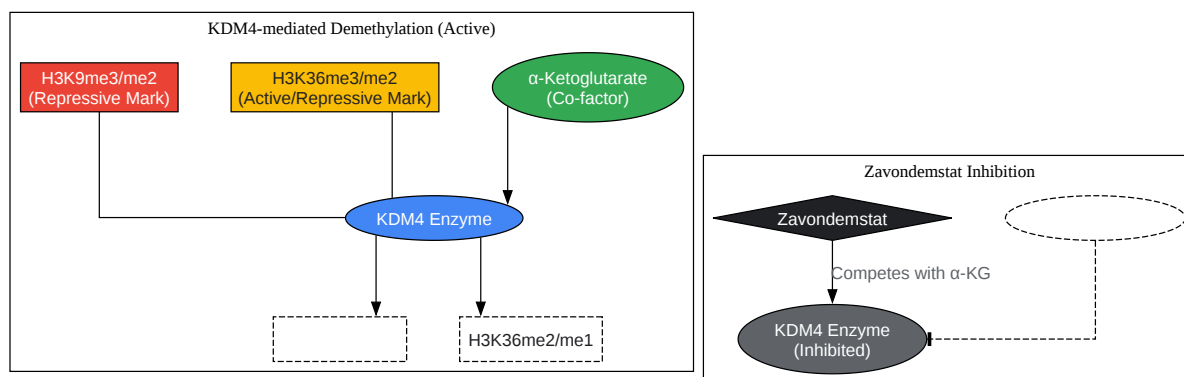 KDM4-mediated Demethylation (Active)
H3K9me3/me2
(Repressive Mark)
H3K36me3/me2
(Active/Repressive Mark)
α-Ketoglutarate
(Co-factor)
KDM4 Enzyme
H3K36me2/me1
Zavondemstat Inhibition
Zavondemstat
Competes with α-KG
KDM4 Enzyme
(Inhibited)